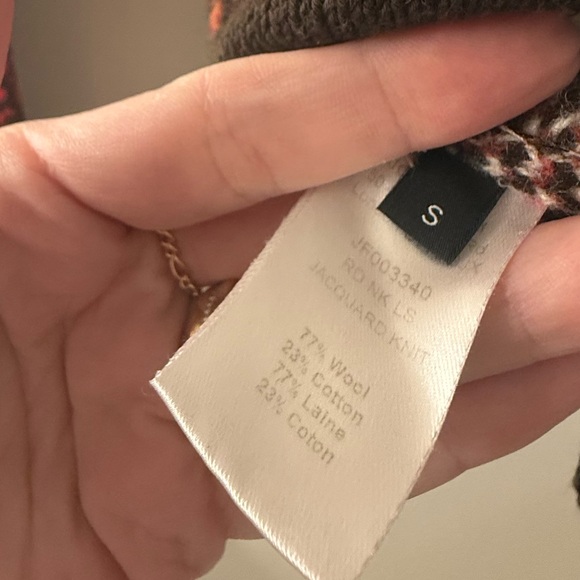 S
JF003340
RD NK LS
JACQUARD KNIT
77% Wool
23% Cotton
77% Laine
23% Coton